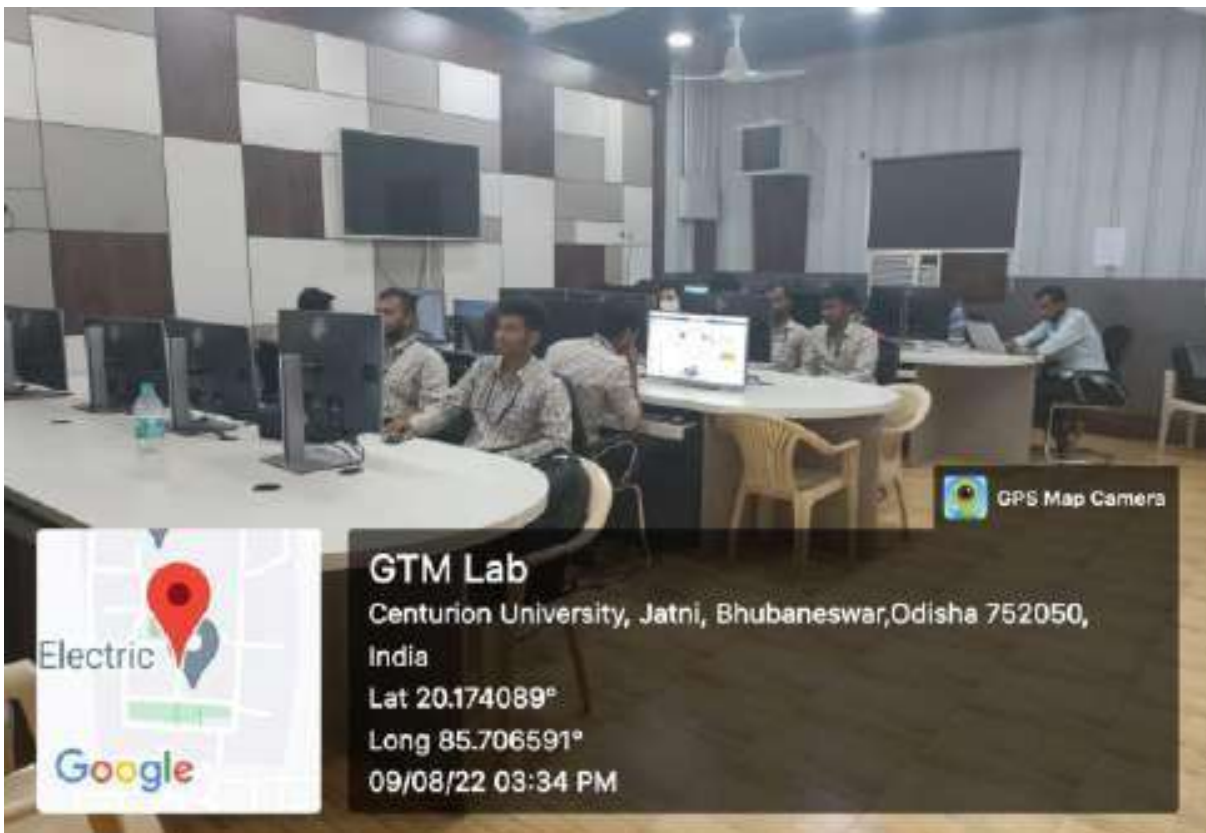 GPS Map Camera
GTM Lab
Centurion University, Jatni, Bhubaneswar,Odisha 752050,
India
Lat 20.174089°
Long 85.706591°
09/08/22 03:34 PM
Electric
Google